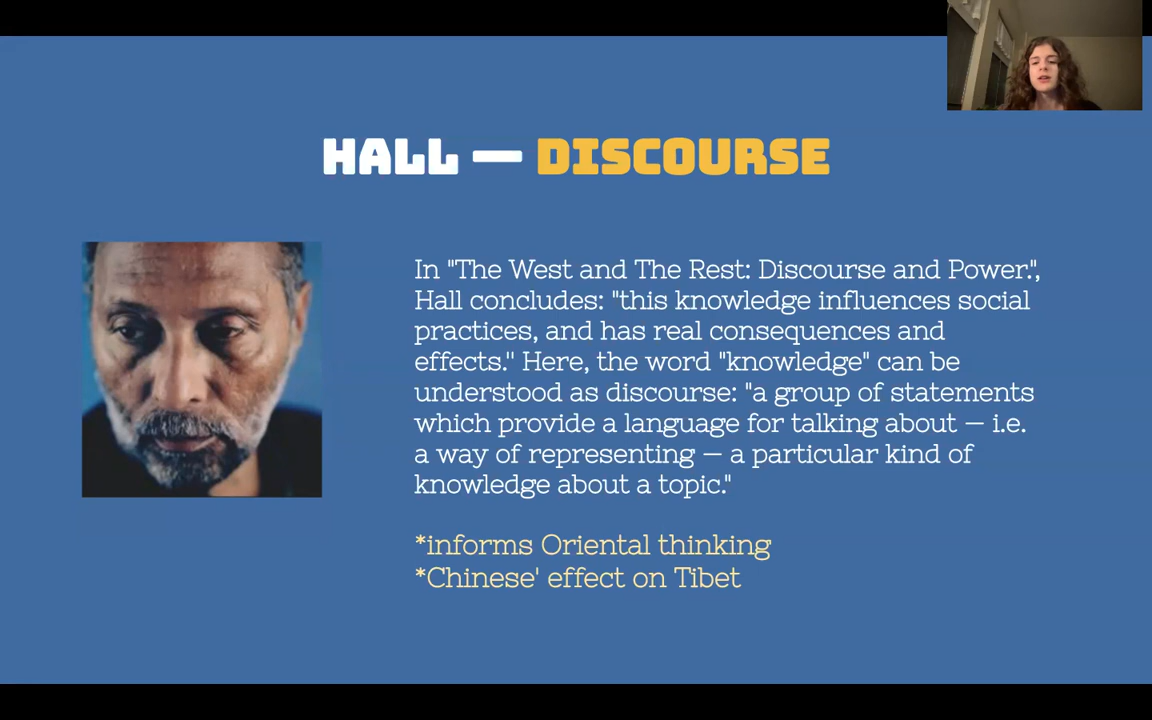 HALL — DISCOURSE
In "The West and The Rest: Discourse and Power.",
Hall concludes: "this knowledge influences social
practices, and has real consequences and
effects." Here, the word "knowledge" can be
understood as discourse: "a group of statements
which provide a language for talking about — i.e.
a way of representing — a particular kind of
knowledge about a topic."
*informs Oriental thinking
*Chinese' effect on Tibet